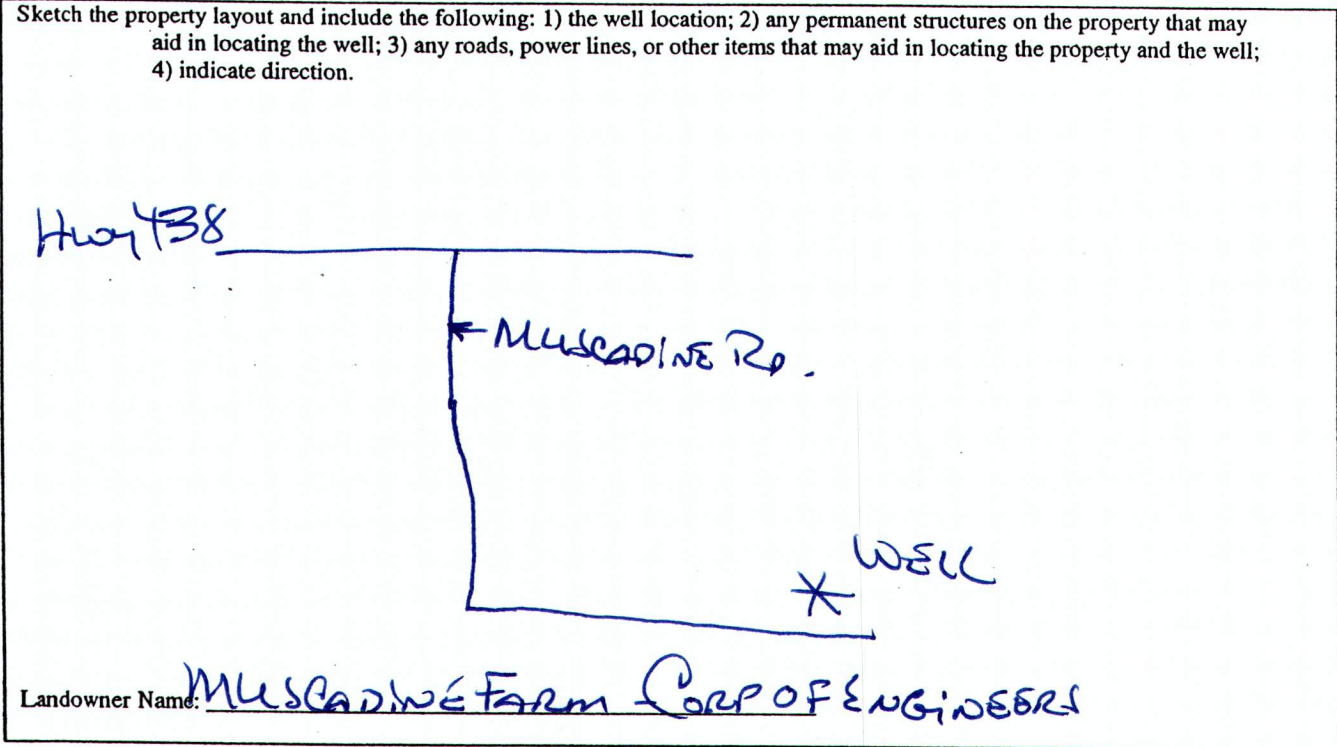 Sketch the property layout and include the following: 1) the well location; 2) any permanent structures on the property that may
aid in locating the well; 3) any roads, power lines, or other items that may aid in locating the property and the well;
4) indicate direction.
Hwy 438
MUSCADINE RD.
WELL
Landowner Name: MUSCADINE FARM CORP OF ENGINEERS